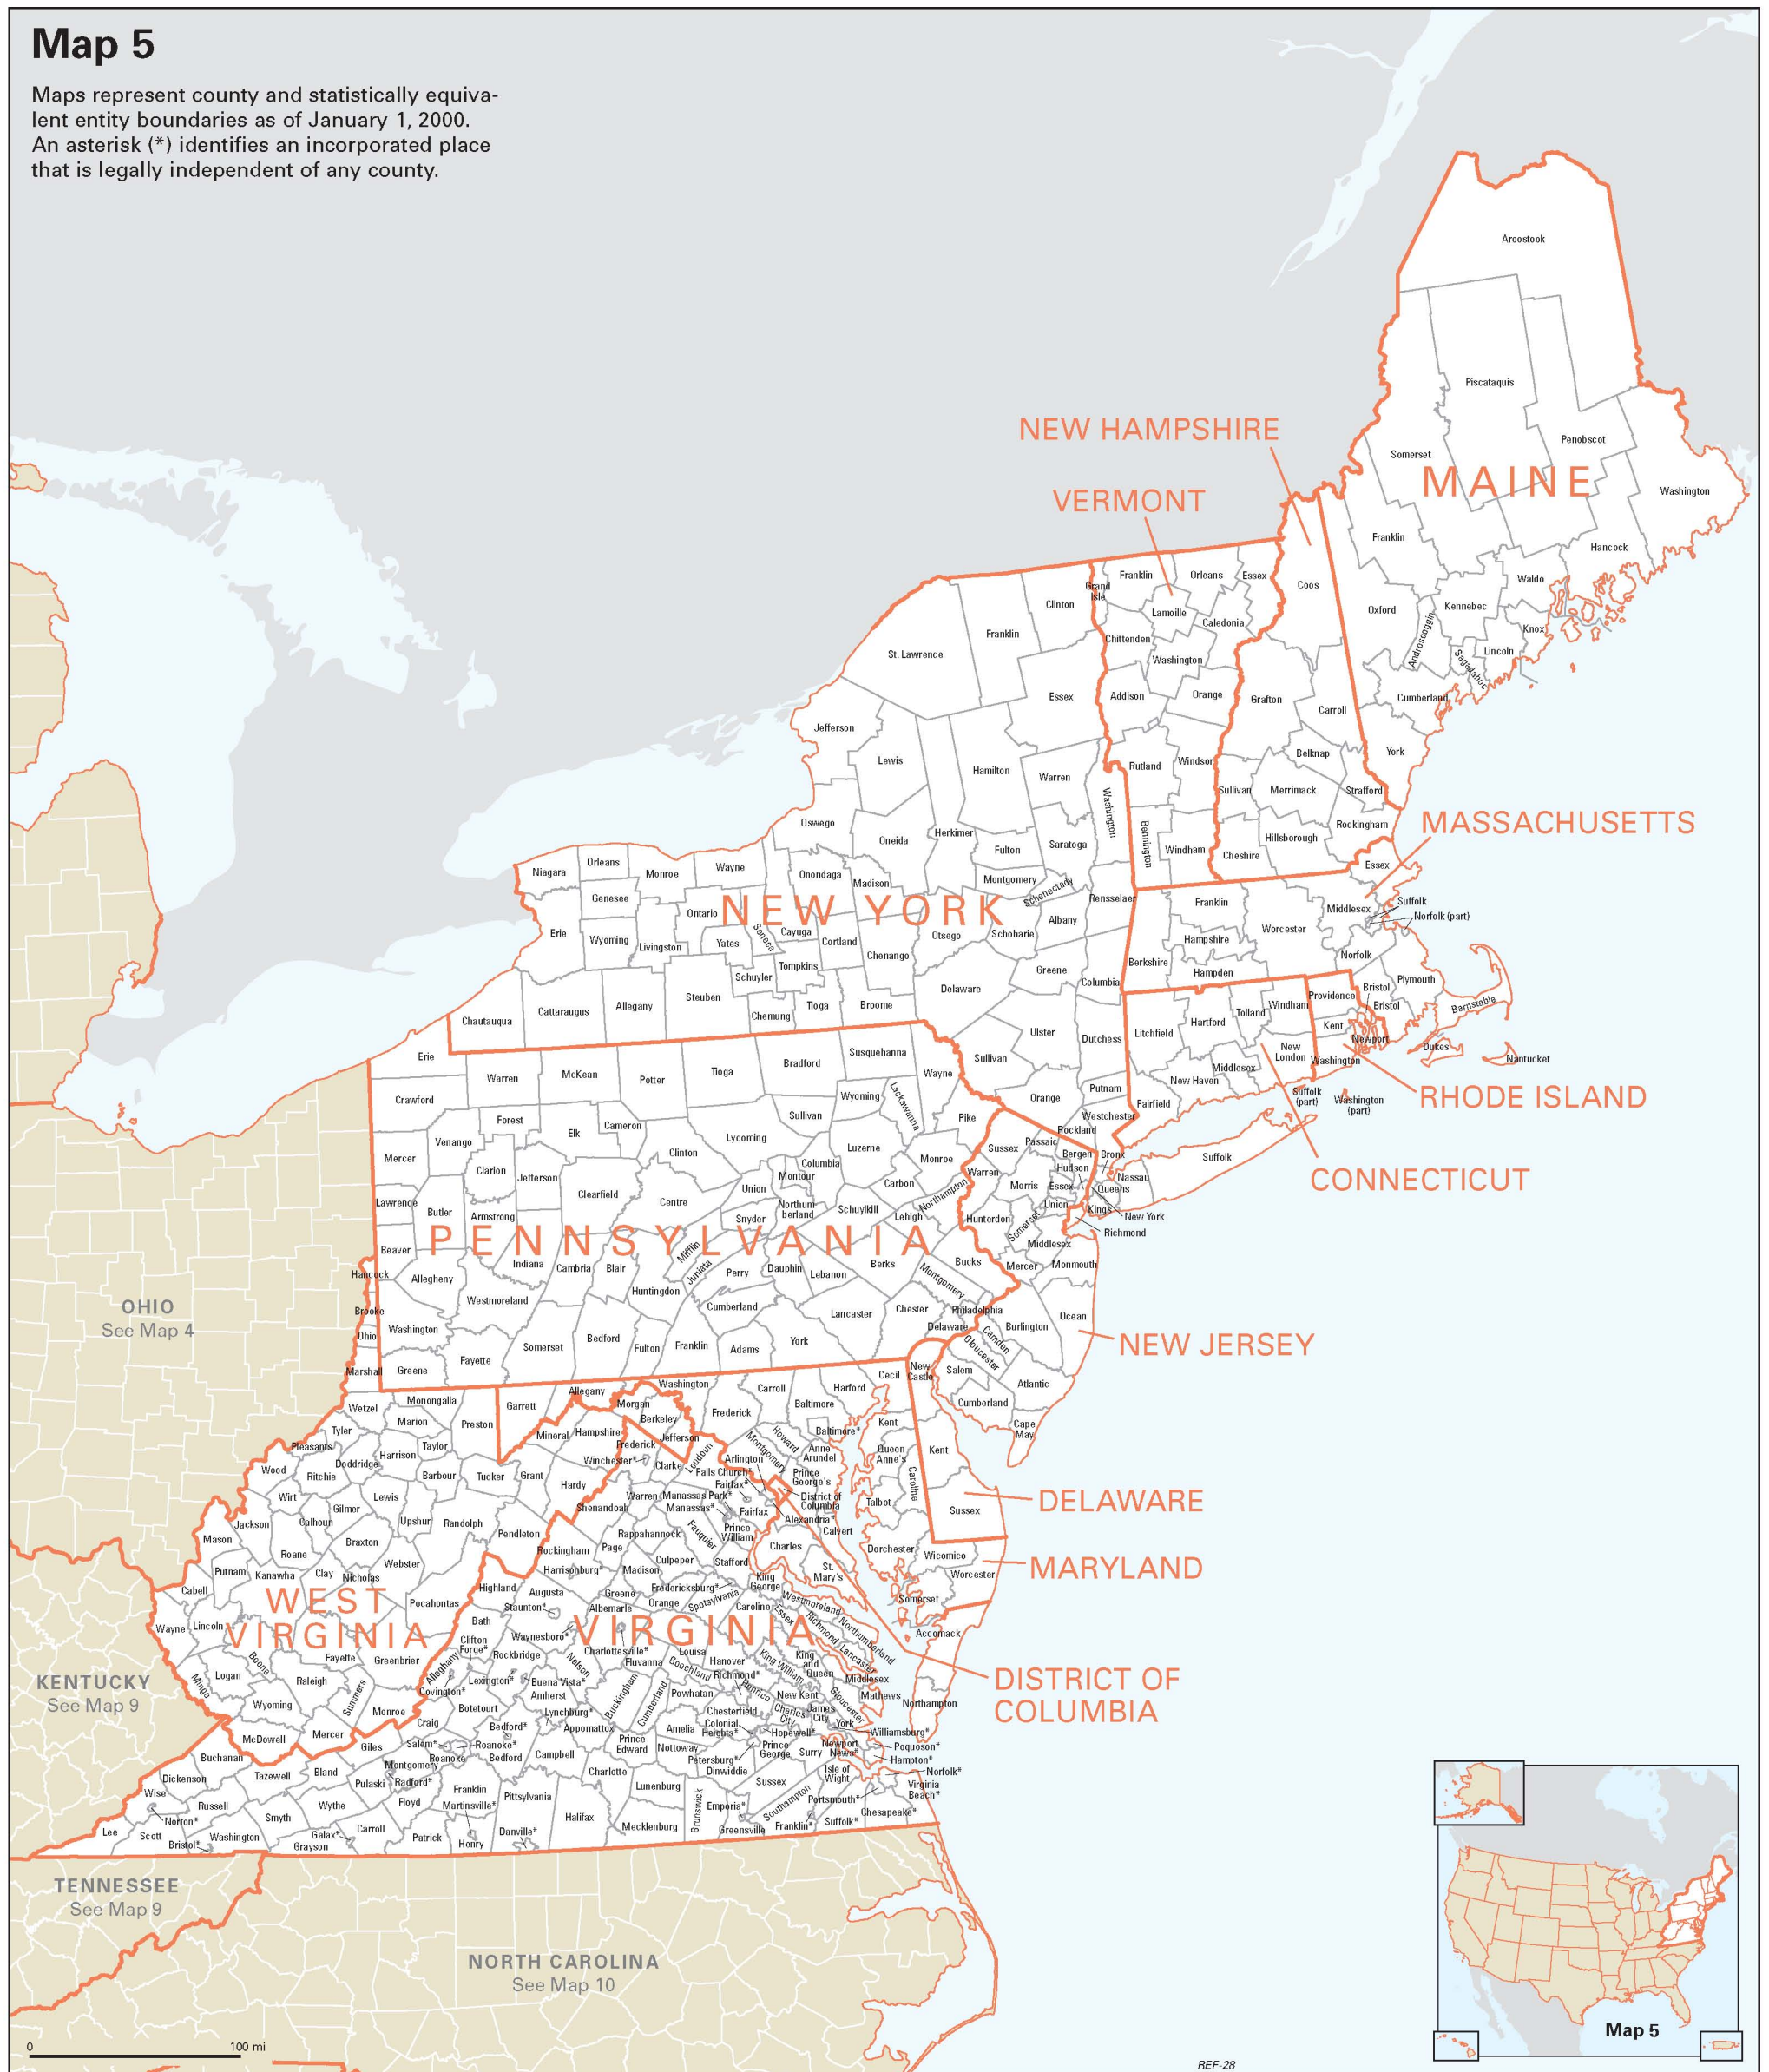 Map 5
Maps represent county and statistically equiva-
lent entity boundaries as of January 1, 2000.
An asterisk (*) identifies an incorporated place
that is legally independent of any county.
MAINE
Aroostook
Piscataquis
Penobscot
Somerset
Washington
Franklin
Hancock
Waldo
Oxford
Kennebec
Androscoggin
Knox
Lincoln
Sagadahoc
Cumberland
York
NEW HAMPSHIRE
Coos
Grafton
Carroll
Belknap
Sullivan
Merrimack
Strafford
Rockingham
Hillsborough
Cheshire
VERMONT
Grand
Isle
Franklin
Orleans
Essex
Lamoille
Caledonia
Chittenden
Washington
Addison
Orange
Rutland
Windsor
Bennington
Windham
MASSACHUSETTS
Essex
Middlesex
Suffolk
Norfolk (part)
Franklin
Worcester
Hampshire
Norfolk
Berkshire
Hampden
Bristol
Plymouth
Barnstable
Dukes
Nantucket
RHODE ISLAND
Providence
Bristol
Kent
Newport
Washington
Washington
(part)
CONNECTICUT
Litchfield
Hartford
Tolland
Windham
New
London
Middlesex
New Haven
Fairfield
NEW YORK
Clinton
Franklin
St. Lawrence
Essex
Jefferson
Lewis
Hamilton
Warren
Washington
Oswego
Oneida
Herkimer
Fulton
Saratoga
Niagara
Orleans
Monroe
Wayne
Onondaga
Madison
Montgomery
Schenectady
Rensselaer
Genesee
Ontario
Erie
Wyoming
Livingston
Yates
Seneca
Cayuga
Cortland
Chenango
Otsego
Schoharie
Albany
Schuyler
Tompkins
Greene
Columbia
Chautauqua
Cattaraugus
Allegany
Steuben
Chemung
Tioga
Broome
Delaware
Ulster
Dutchess
Sullivan
Orange
Putnam
Westchester
Rockland
Bronx
Nassau
Queens
Kings
New York
Richmond
Suffolk
Suffolk
(part)
PENNSYLVANIA
Erie
Crawford
Warren
McKean
Potter
Tioga
Bradford
Susquehanna
Wayne
Wyoming
Lackawanna
Pike
Forest
Elk
Cameron
Sullivan
Venango
Mercer
Clarion
Jefferson
Clinton
Lycoming
Columbia
Montour
Luzerne
Monroe
Carbon
Northampton
Lawrence
Butler
Armstrong
Clearfield
Centre
Union
Snyder
Northum-
berland
Schuylkill
Lehigh
Beaver
Allegheny
Indiana
Cambria
Blair
Mifflin
Juniata
Perry
Dauphin
Lebanon
Berks
Bucks
Montgomery
Westmoreland
Huntingdon
Cumberland
Lancaster
Chester
Philadelphia
Delaware
Washington
Greene
Fayette
Somerset
Bedford
Fulton
Franklin
Adams
York
NEW JERSEY
Sussex
Passaic
Bergen
Hudson
Warren
Morris
Essex
Union
Hunterdon
Somerset
Middlesex
Mercer
Monmouth
Ocean
Burlington
Camden
Gloucester
Salem
Atlantic
Cumberland
Cape
May
DELAWARE
New
Castle
Kent
Sussex
MARYLAND
Garrett
Allegany
Washington
Frederick
Carroll
Baltimore
Baltimore*
Harford
Cecil
Kent
Howard
Montgomery
Anne
Arundel
Queen
Anne's
Caroline
Prince
George's
Talbot
Calvert
Charles
St.
Mary's
Dorchester
Wicomico
Worcester
Somerset
DISTRICT OF
COLUMBIA
District of
Columbia
WEST
VIRGINIA
Hancock
Brooke
Ohio
Marshall
Wetzel
Monongalia
Marion
Preston
Morgan
Berkeley
Jefferson
Mineral
Hampshire
Tyler
Pleasants
Doddridge
Harrison
Taylor
Wood
Ritchie
Barbour
Tucker
Grant
Hardy
Wirt
Gilmer
Lewis
Jackson
Calhoun
Upshur
Randolph
Pendleton
Mason
Roane
Braxton
Webster
Putnam
Kanawha
Clay
Nicholas
Cabell
Pocahontas
Wayne
Lincoln
Boone
Fayette
Greenbrier
Mingo
Logan
Raleigh
Summers
Wyoming
Monroe
McDowell
Mercer
VIRGINIA
Frederick
Winchester*
Clarke
Loudoun
Arlington
Falls Church*
Fairfax*
Warren
Manassas Park*
Manassas*
Fairfax
Alexandria*
Shenandoah
Fauquier
Prince
William
Rappahannock
Page
Rockingham
Harrisonburg*
Culpeper
Madison
Stafford
Highland
Augusta
Greene
Fredericksburg*
King
George
Staunton*
Albemarle
Orange
Spotsylvania
Caroline
Westmoreland
Essex
Richmond
Northumberland
Lancaster
Accomack
Bath
Waynesboro*
Charlottesville*
Clifton
Forge*
Rockbridge
Nelson
Fluvanna
Louisa
Goochland
Hanover
King William
King
and
Queen
Middlesex
Alleghany
Covington*
Lexington*
Buena Vista*
Amherst
Buckingham
Cumberland
Powhatan
Richmond*
Henrico
New Kent
Gloucester
Mathews
Northampton
Botetourt
Lynchburg*
Appomattox
Amelia
Chesterfield
Colonial
Heights*
Hopewell*
Charles
City
James
City
York
Williamsburg*
Craig
Bedford*
Prince
Edward
Nottoway
Petersburg*
Dinwiddie
Prince
George
Surry
Newport
News*
Poquoson*
Hampton*
Giles
Salem*
Roanoke*
Roanoke
Bedford
Campbell
Charlotte
Isle of
Wight
Norfolk*
Buchanan
Dickenson
Tazewell
Bland
Montgomery
Pulaski
Radford*
Franklin
Pittsylvania
Lunenburg
Brunswick
Sussex
Southampton
Portsmouth*
Virginia
Beach*
Chesapeake*
Wise
Norton*
Russell
Smyth
Wythe
Floyd
Martinsville*
Halifax
Mecklenburg
Emporia*
Greensville
Franklin*
Suffolk*
Lee
Scott
Bristol*
Washington
Grayson
Galax*
Carroll
Patrick
Henry
Danville*
OHIO
See Map 4
KENTUCKY
See Map 9
TENNESSEE
See Map 9
NORTH CAROLINA
See Map 10
0
100 mi
Map 5
REF-28